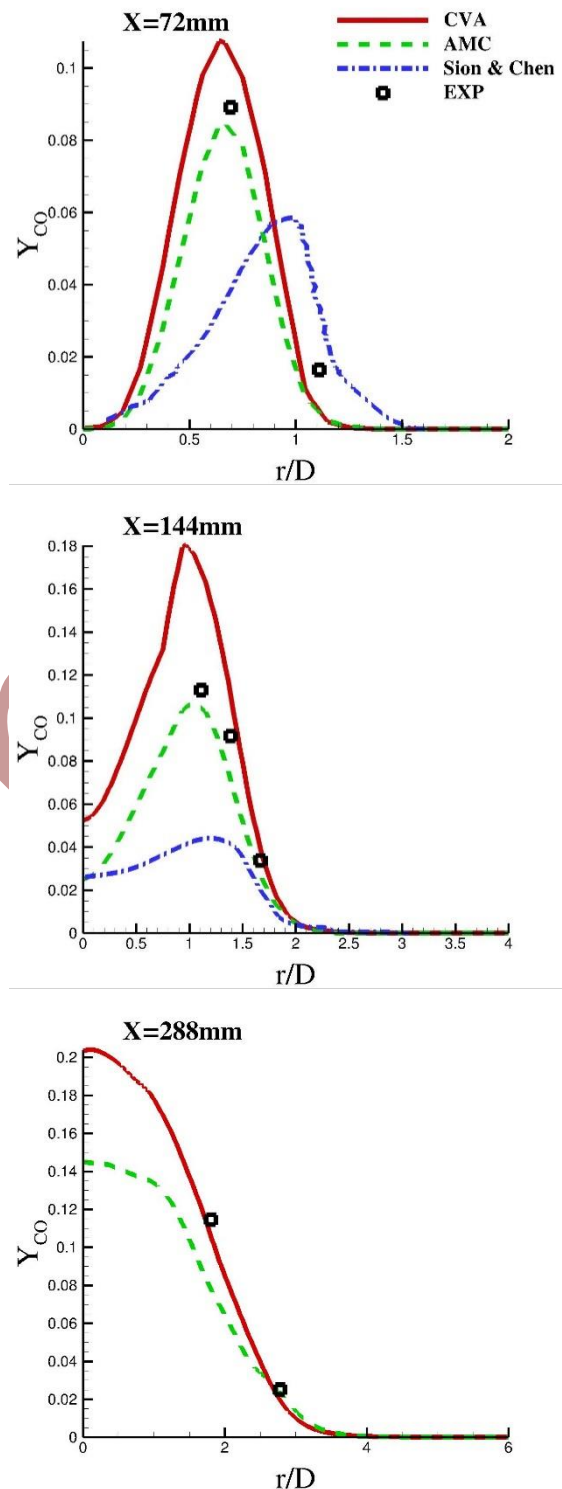 X=72mm
CVA
AMC
Sion & Chen
EXP
0.1
0.08
0.06
0.04
0.02
0
Y_CO
0 0.5 1 1.5 2
r/D
X=144mm
0.18
0.16
0.14
0.12
0.1
0.08
0.06
0.04
0.02
0
Y_CO
0 0.5 1 1.5 2 2.5 3 3.5 4
r/D
X=288mm
0.2
0.18
0.16
0.14
0.12
0.1
0.08
0.06
0.04
0.02
0
Y_CO
0 2 4 6
r/D